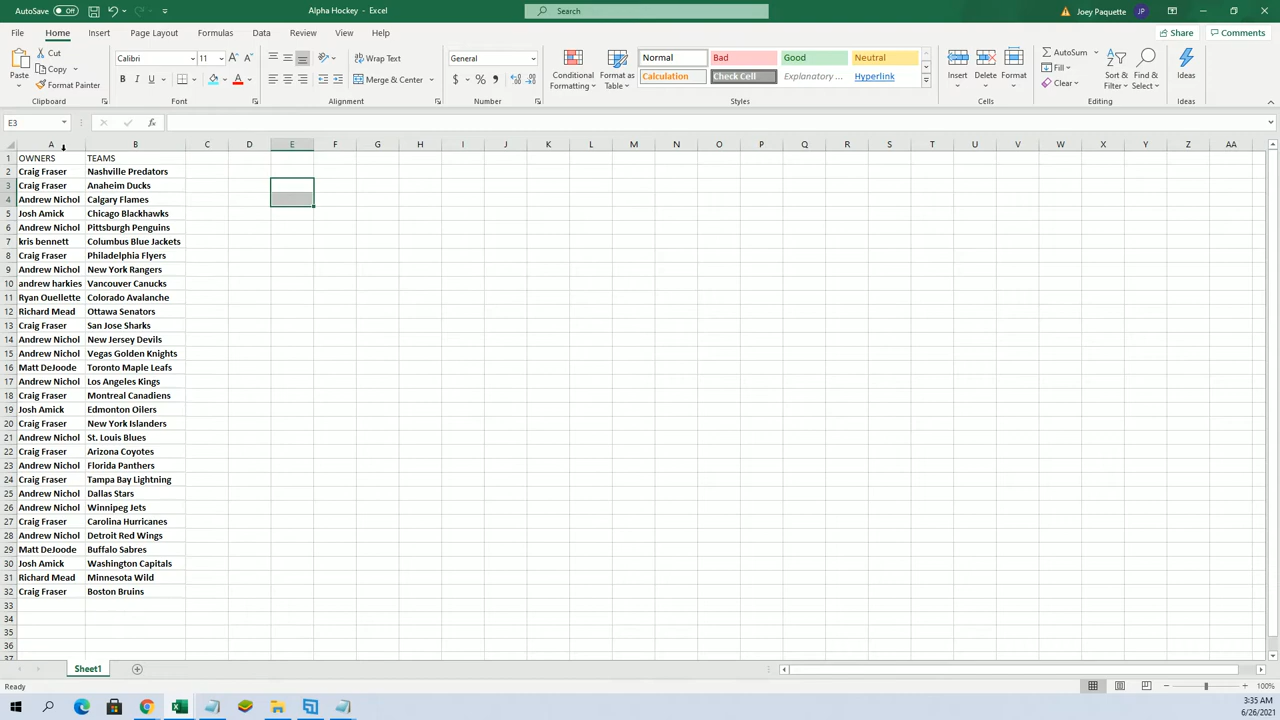 AutoSave Off Alpha Hockey - Excel Search Joey Paquette JP
File Home Insert Page Layout Formulas Data Review View Help Share Comments
Paste Cut Copy Format Painter Clipboard
Calibri 11 B I U A Font
Wrap Text Merge & Center Alignment
General $ % Number
Conditional Formatting Format as Table
Normal Bad Good Neutral
Calculation Check Cell Explanatory ... Hyperlink
Styles
Insert Delete Format Cells
AutoSum Fill Clear Sort & Filter Find & Select Editing
Ideas Ideas
E3 fx
A B C D E F G H I J K L M N O P Q R S T U V W X Y Z AA
1 OWNERS TEAMS
2 Craig Fraser Nashville Predators
3 Craig Fraser Anaheim Ducks
4 Andrew Nichol Calgary Flames
5 Josh Amick Chicago Blackhawks
6 Andrew Nichol Pittsburgh Penguins
7 kris bennett Columbus Blue Jackets
8 Craig Fraser Philadelphia Flyers
9 Andrew Nichol New York Rangers
10 andrew harkies Vancouver Canucks
11 Ryan Ouellette Colorado Avalanche
12 Richard Mead Ottawa Senators
13 Craig Fraser San Jose Sharks
14 Andrew Nichol New Jersey Devils
15 Andrew Nichol Vegas Golden Knights
16 Matt DeJoode Toronto Maple Leafs
17 Andrew Nichol Los Angeles Kings
18 Craig Fraser Montreal Canadiens
19 Josh Amick Edmonton Oilers
20 Craig Fraser New York Islanders
21 Andrew Nichol St. Louis Blues
22 Craig Fraser Arizona Coyotes
23 Andrew Nichol Florida Panthers
24 Craig Fraser Tampa Bay Lightning
25 Andrew Nichol Dallas Stars
26 Andrew Nichol Winnipeg Jets
27 Craig Fraser Carolina Hurricanes
28 Andrew Nichol Detroit Red Wings
29 Matt DeJoode Buffalo Sabres
30 Josh Amick Washington Capitals
31 Richard Mead Minnesota Wild
32 Craig Fraser Boston Bruins
33
34
35
36
37
Sheet1
Ready 100%
3:35 AM
6/26/2021